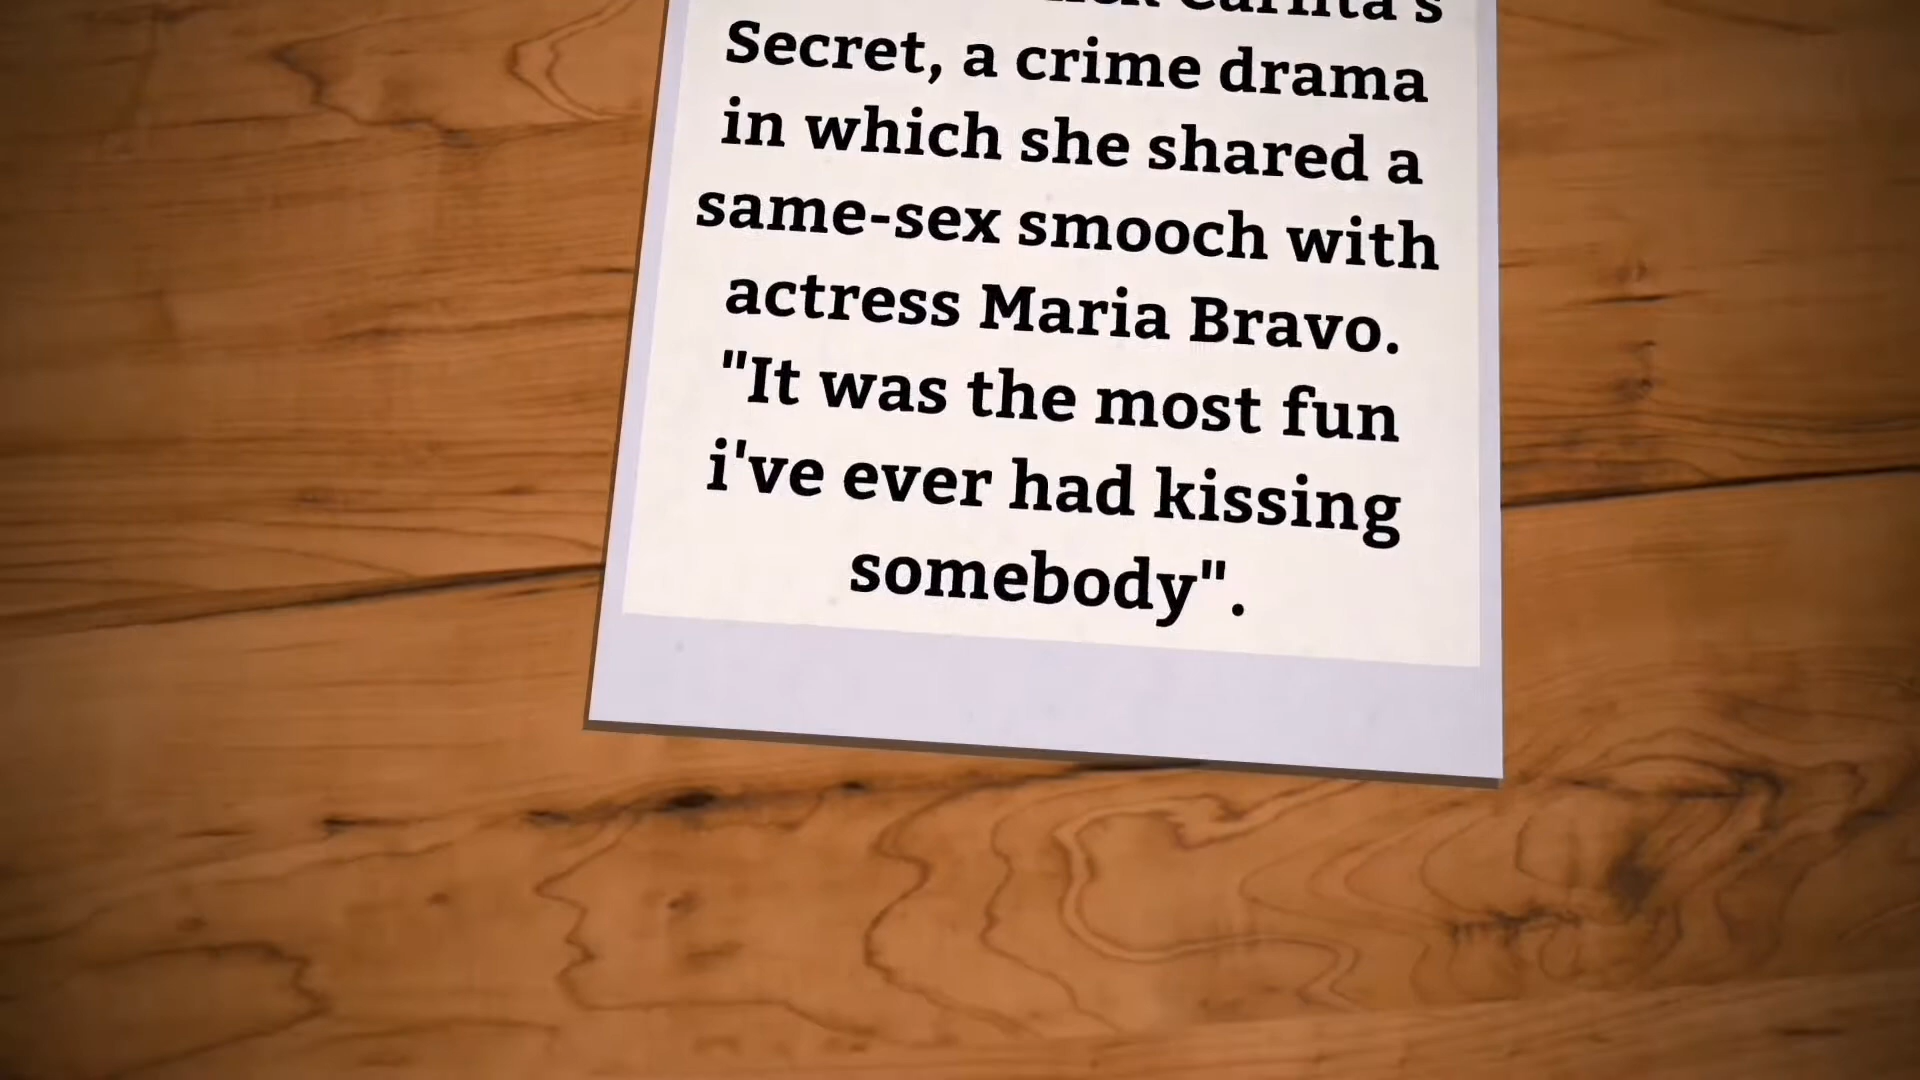 Carlita's
Secret, a crime drama
in which she shared a
same-sex smooch with
actress Maria Bravo.
"It was the most fun
i've ever had kissing
somebody".